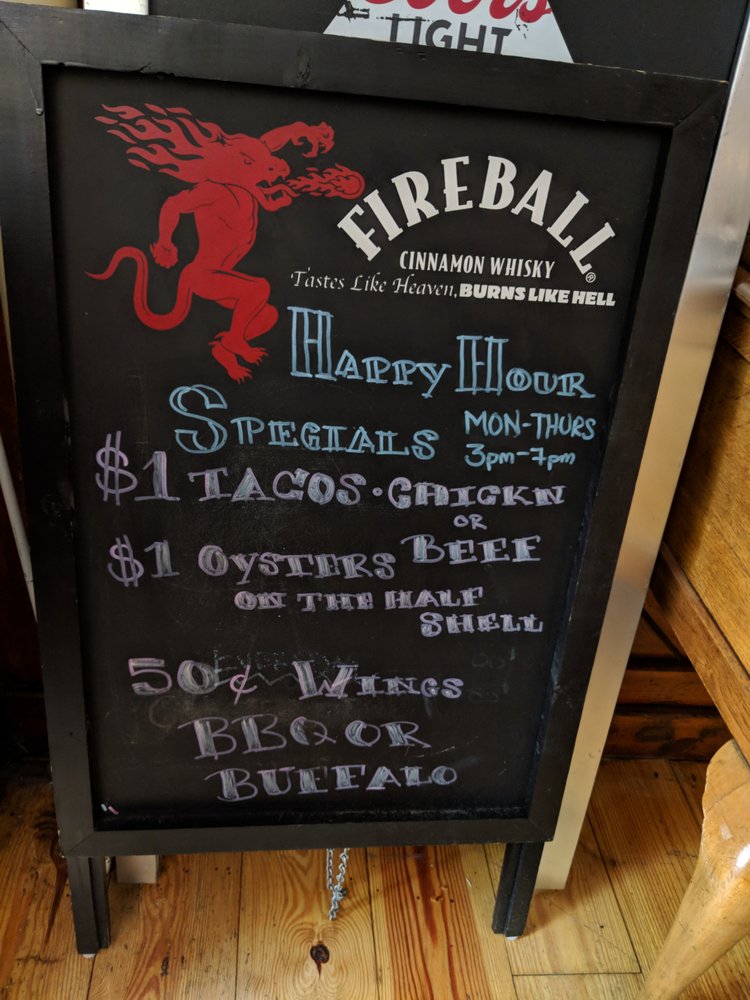 Coors
LIGHT
FIREBALL®
CINNAMON WHISKY
Tastes Like Heaven, BURNS LIKE HELL
HAPPY HOUR
SPECIALS
MON-THURS
3pm-7pm
$1 TACOS · CHICKN
OR
BEEF
$1 OYSTERS
ON THE HALF
SHELL
50¢ WINGS
BBQ OR
BUFFALO